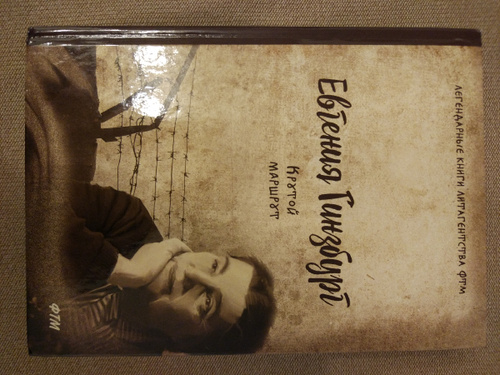 ЛЕГЕНДАРНЫЕ КНИГИ ЛИТАГЕНТСТВА ФТМ
Евгения Гинзбург
Крутой
маршрут
ФТМ